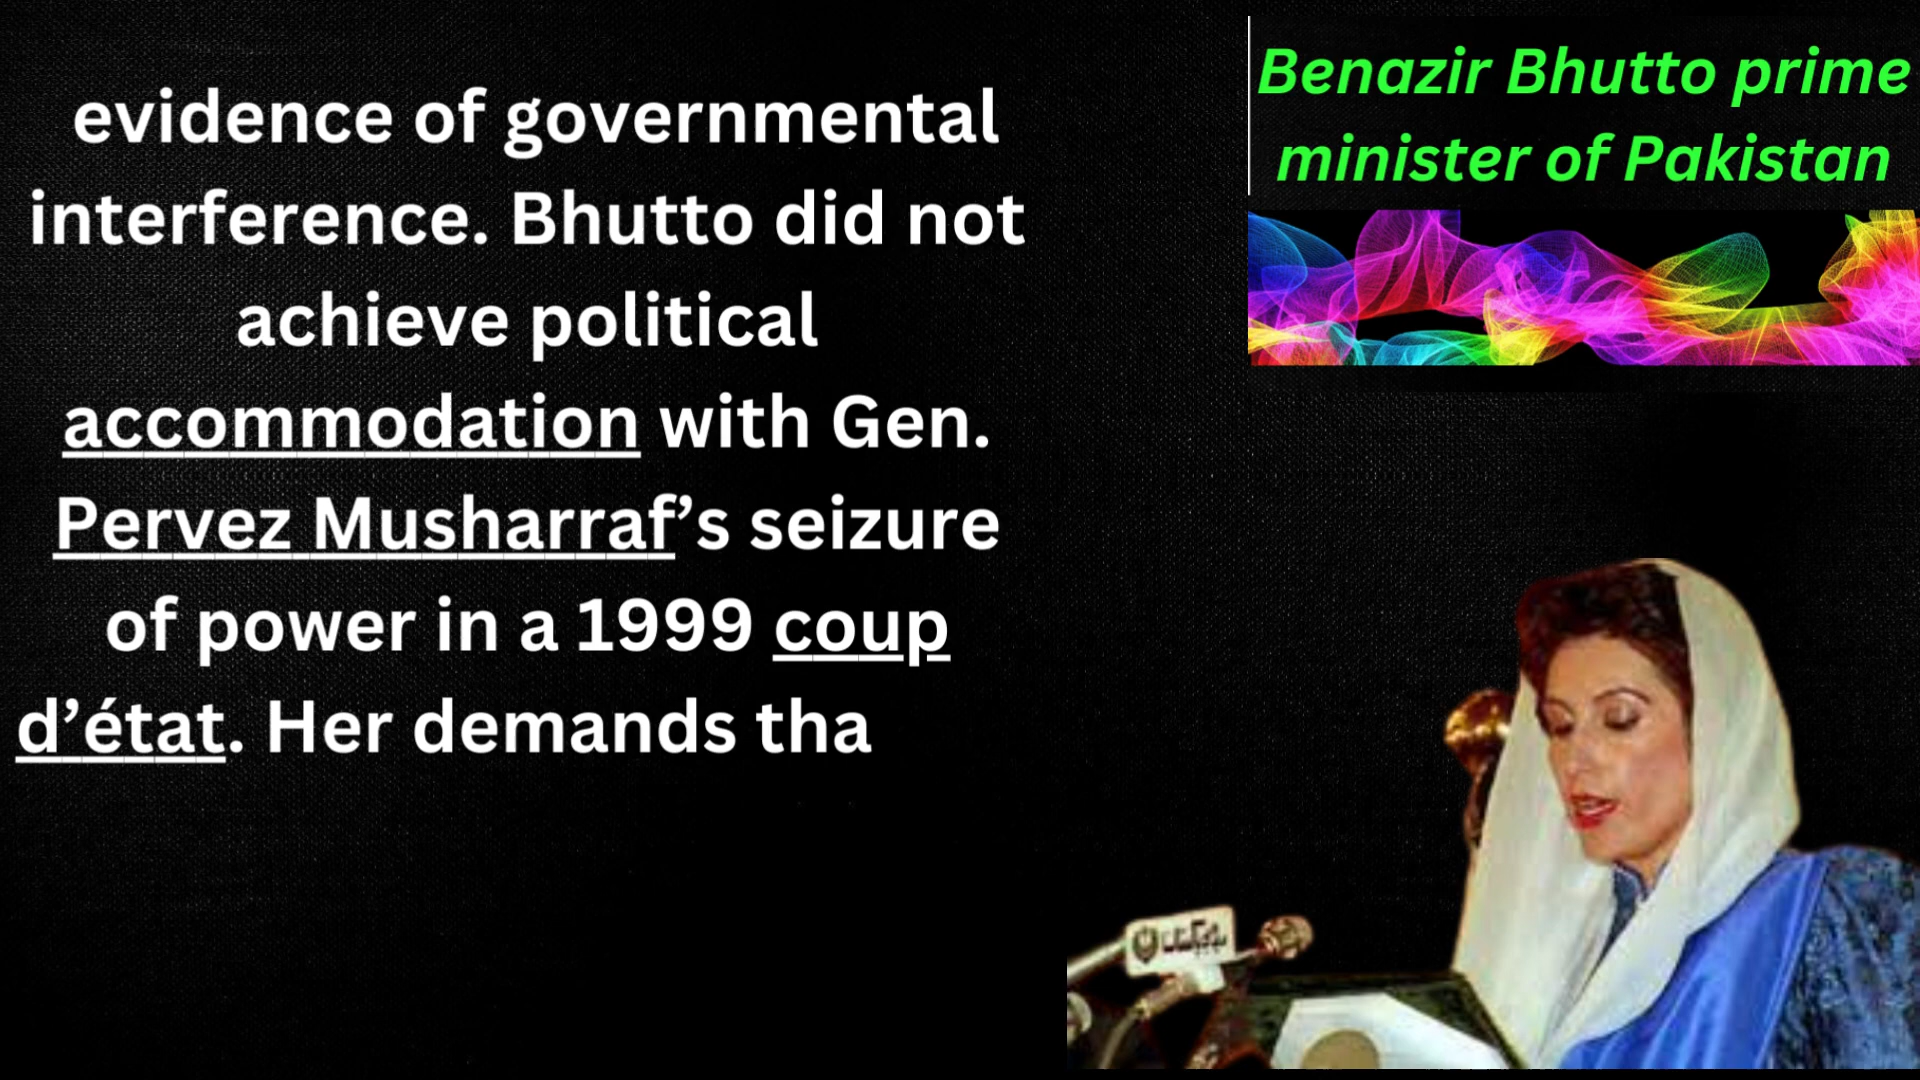 evidence of governmental
interference. Bhutto did not
achieve political
accommodation with Gen.
Pervez Musharraf’s seizure
of power in a 1999 coup
d’état. Her demands tha
Benazir Bhutto prime
minister of Pakistan